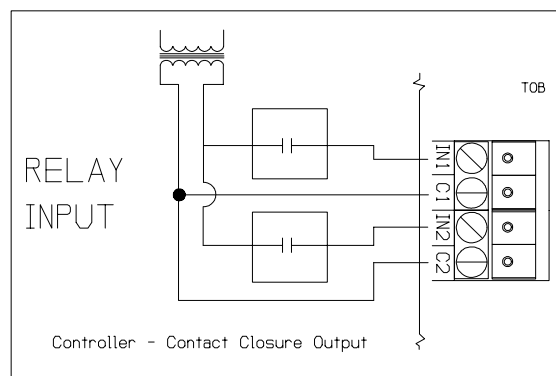 TOB
RELAY
INPUT
IN1
C1
IN2
C2
Controller - Contact Closure Output